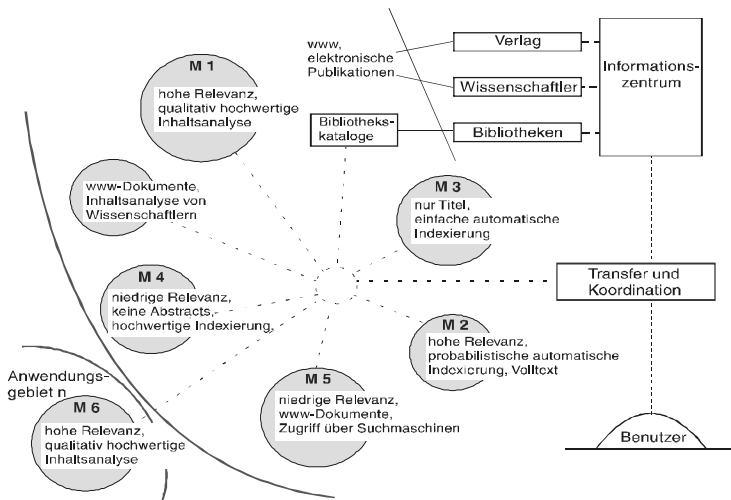 M 1
hohe Relevanz,
qualitativ hochwertige
Inhaltsanalyse
www,
elektronische
Publikationen
Verlag
Wissenschaftler
Bibliotheken
Informations-
zentrum
Bibliotheks-
kataloge
www-Dokumente,
Inhaltsanalyse von
Wissenschaftlern
M 3
nur Titel,
einfache automatische
Indexierung
M 4
niedrige Relevanz,
keine Abstracts,
hochwertige Indexierung,
Transfer und
Koordination
M 2
hohe Relevanz,
probabilistische automatische
Indexierung, Volltext
Anwendungs-
gebiet n
M 6
hohe Relevanz,
qualitativ hochwertige
Inhaltsanalyse
M 5
niedrige Relevanz,
www-Dokumente,
Zugriff über Suchmaschinen
Benutzer